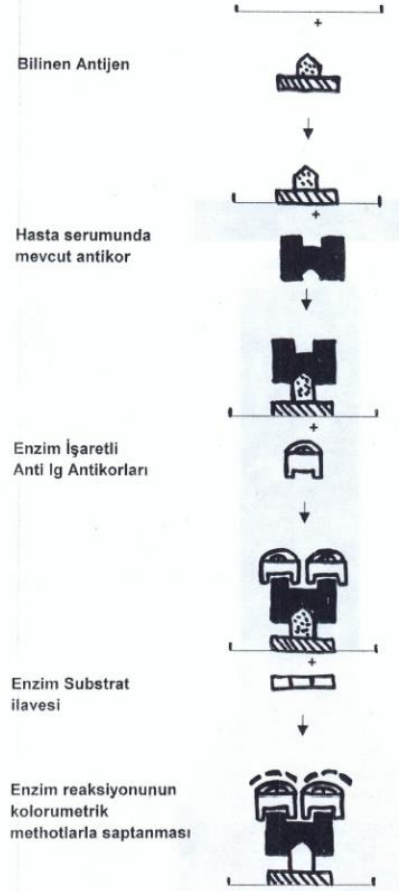 +
Bilinen Antijen
+
Hasta serumunda
mevcut antikor
+
Enzim İşaretli
Anti Ig Antikorları
+
Enzim Substrat
ilavesi
Enzim reaksiyonunun
kolorumetrik
methotlarla saptanması